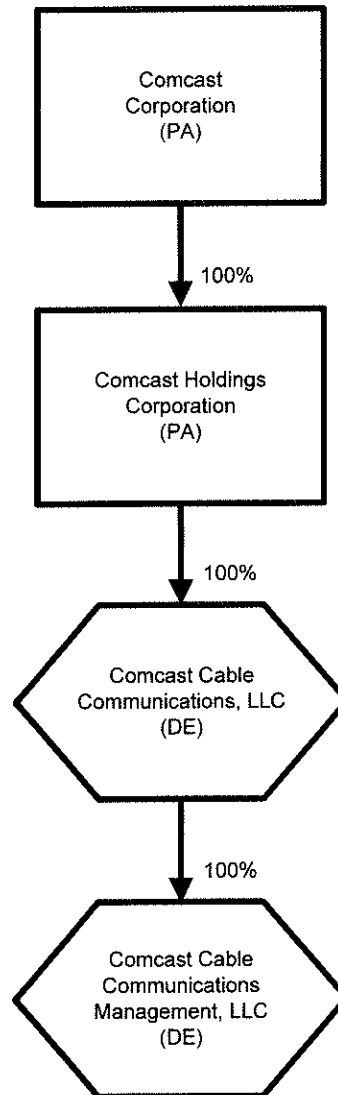 Comcast
Corporation
(PA)
100%
Comcast Holdings
Corporation
(PA)
100%
Comcast Cable
Communications, LLC
(DE)
100%
Comcast Cable
Communications
Management, LLC
(DE)